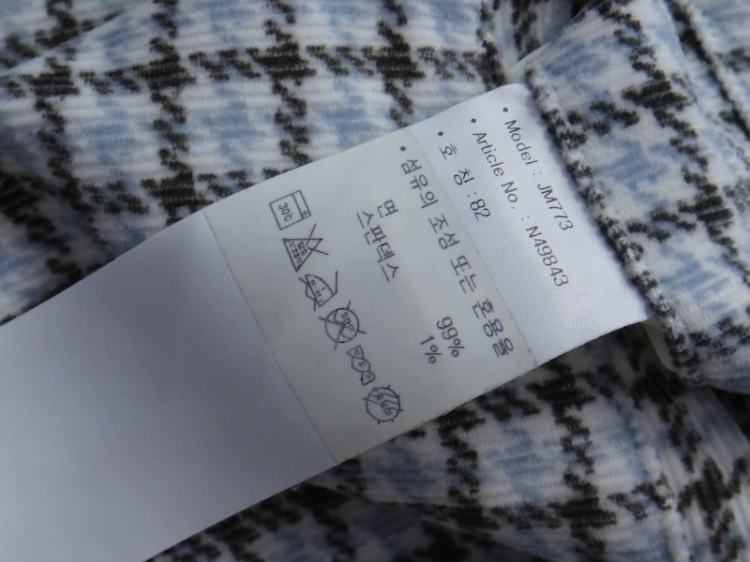 • Model : JM773
• Article No. : N49843
• 호 칭 : 82
• 섬유의 조성 또는 혼용율
면 99%
스판덱스 1%
30C